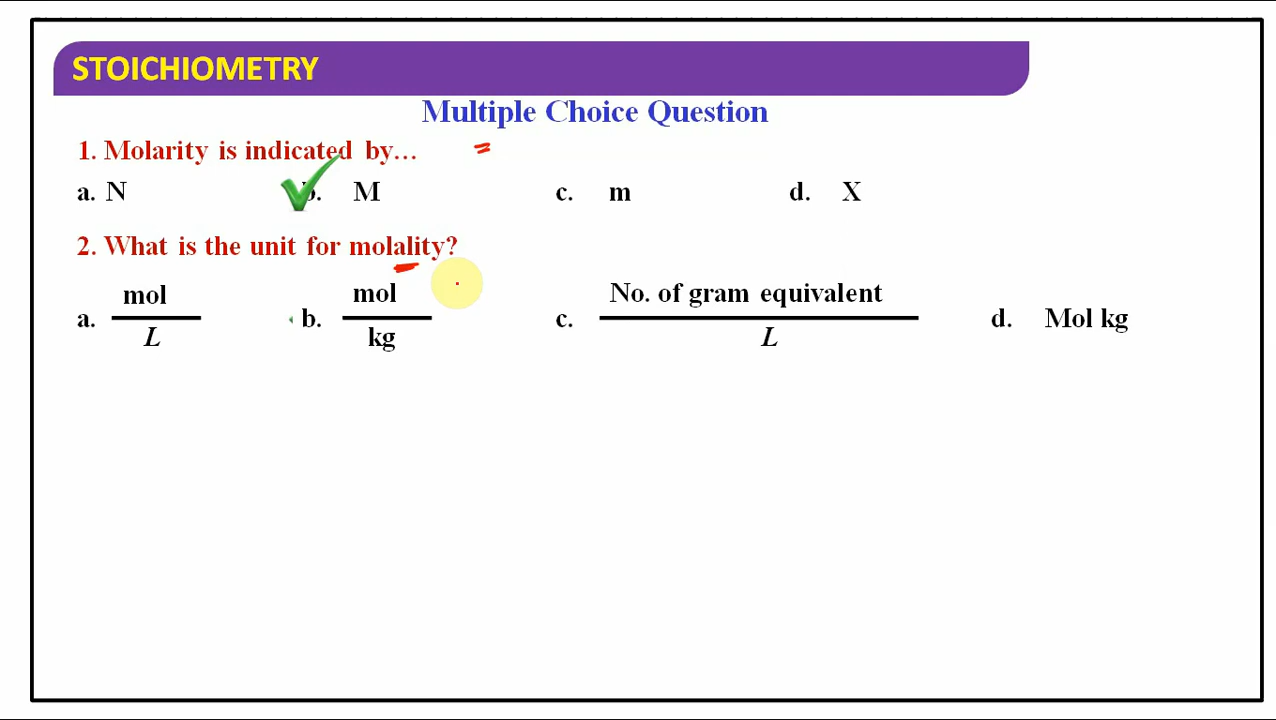 STOICHIOMETRY
Multiple Choice Question
1. Molarity is indicated by...
a. N b. M c. m d. X
2. What is the unit for molality?
a. mol/L b. mol/kg c. No. of gram equivalent/L d. Mol kg